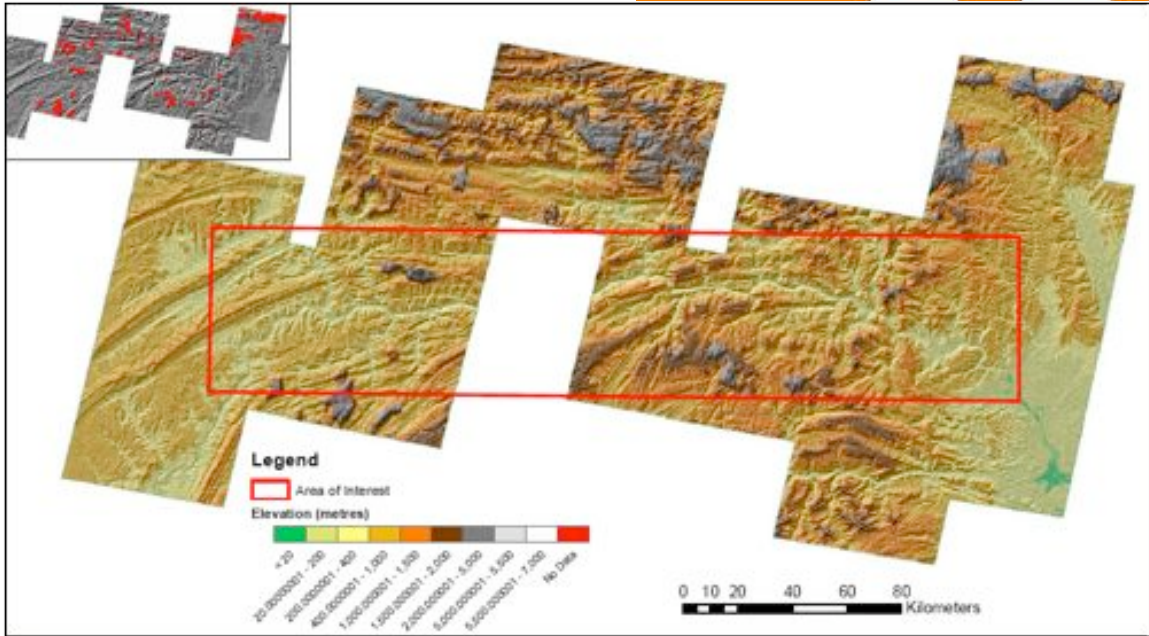 Legend
Area of Interest
Elevation (metres)
< 20
20.00000001 - 200
200.0000001 - 400
400.0000001 - 1,000
1,000.000001 - 1,500
1,500.000001 - 2,000
2,000.000001 - 5,000
5,000.000001 - 5,500
5,500.000001 - 7,000
No Data
0 10 20 40 60 80
Kilometers